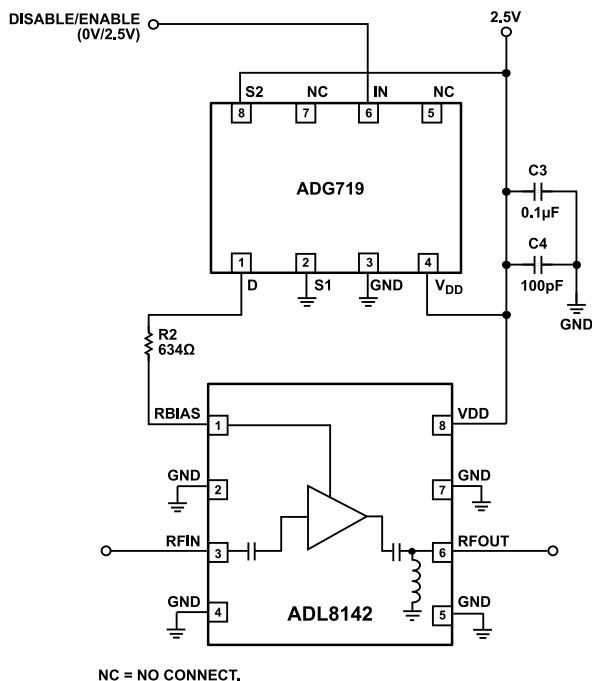 DISABLE/ENABLE
(0V/2.5V)
2.5V
S2
NC
IN
NC
8
7
6
5
ADG719
C3
0.1µF
C4
100pF
GND
1
2
3
4
D
S1
GND
VDD
R2
634Ω
RBIAS
1
VDD
8
GND
2
GND
7
RFIN
3
RFOUT
6
GND
4
GND
5
ADL8142
NC = NO CONNECT.